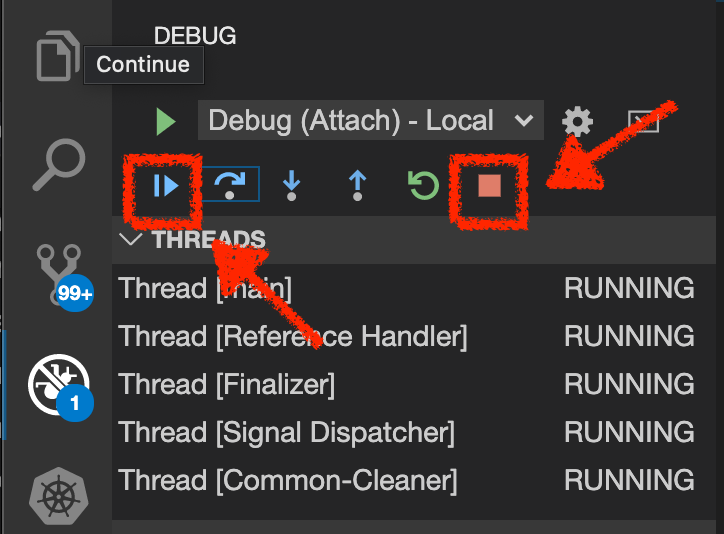 DEBUG
Continue
Debug (Attach) - Local
THREADS
Thread [main] RUNNING
99+
Thread [Reference Handler] RUNNING
Thread [Finalizer] RUNNING
1
Thread [Signal Dispatcher] RUNNING
Thread [Common-Cleaner] RUNNING